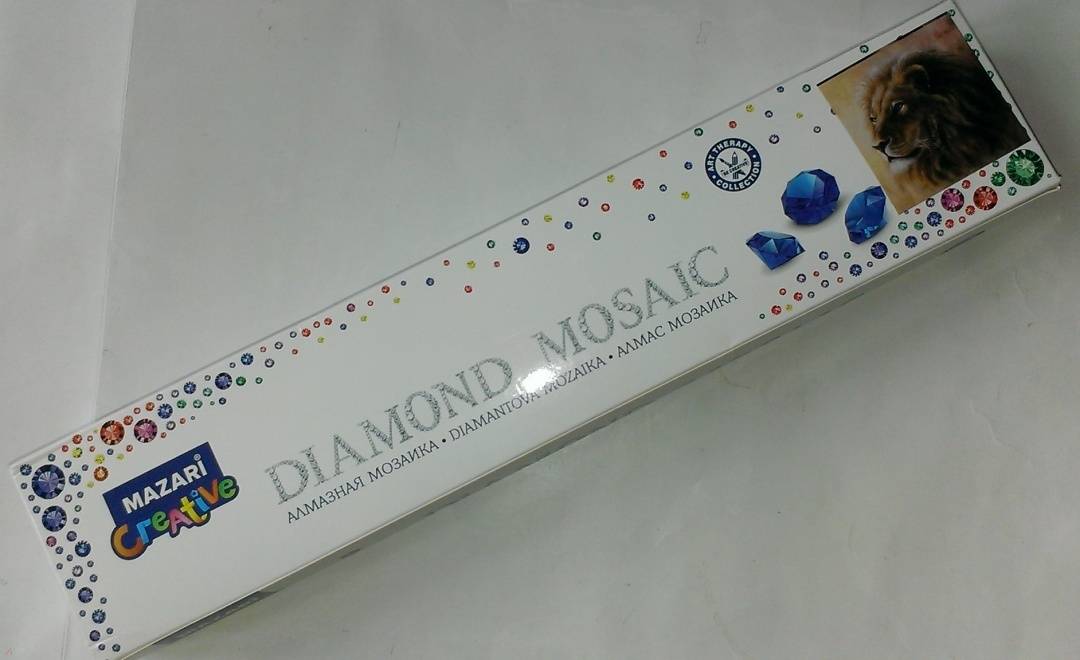 MAZARi
Creative
DIAMOND MOSAIC
АЛМАЗНАЯ МОЗАИКА • DIAMANTOVA MOZAIKA • АЛМАС МОЗАИКА
ART THERAPY
• COLLECTION •